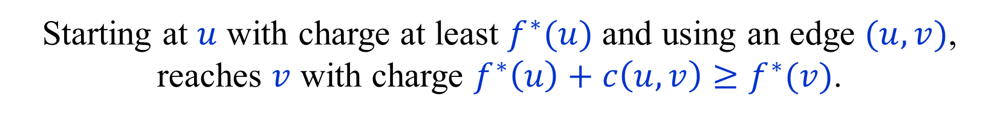 Starting at u with charge at least f*(u) and using an edge (u, v),
reaches v with charge f*(u) + c(u, v) ≥ f*(v).